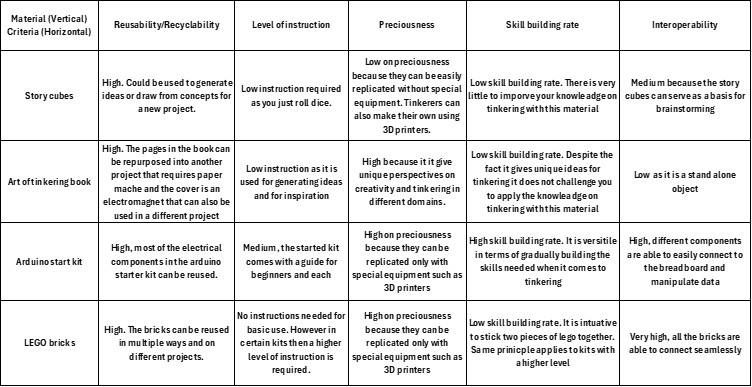 Material (Vertical)
Criteria (Horizontal)
Reusability/Recyclability
Level of instruction
Preciousness
Skill building rate
Interoperability
Story cubes
High. Could be used to generate
ideas or draw from concepts for
a new project.
Low instruction required
as you just roll dice.
Low on preciousness
because they can be easily
replicated without special
equipment. Tinkerers can
also make their own using
3D printers.
Low skill building rate. There is very
little to imporve your knowleadge on
tinkering with this material
Medium because the story
cubes can serve as a basis for
brainstorming
Art of tinkering book
High. The pages in the book can
be repurposed into another
project that requires paper
mache and the cover is an
electromagnet that can also be
used in a different project
Low instruction as it is
used for generating ideas
and for inspiration
High because it it give
unique perspectives on
creativity and tinkering in
different domains.
Low skill building rate. Despite the
fact it gives unique ideas for
tinkering it does not challenge you
to apply the knowleadge on
tinkering with this material
Low as it is a stand alone
object
Arduino start kit
High, most of the electrical
components in the arduino
starter kit can be reused.
Medium, the started kit
comes with a guide for
beginners and each
High on preciousness
because they can be
replicated only with
special equipment such as
3D printers
High skill building rate. It is versitile
in terms of gradually building the
skills needed when it comes to
tinkering
High, different components
are able to easily connect to
the breadboard and
manipulate data
LEGO bricks
High. The bricks can be reused
in multiple ways and on
different projects.
No instructions needed for
basic use. However in
certain kits then a higher
level of instruction is
required.
High on preciousness
because they can be
replicated only with
special equipment such as
3D printers
Low skill building rate. It is intuative
to stick two pieces of lego together.
Same prinicple applies to kits with
a higher level
Very high, all the bricks are
able to connect seamlessly